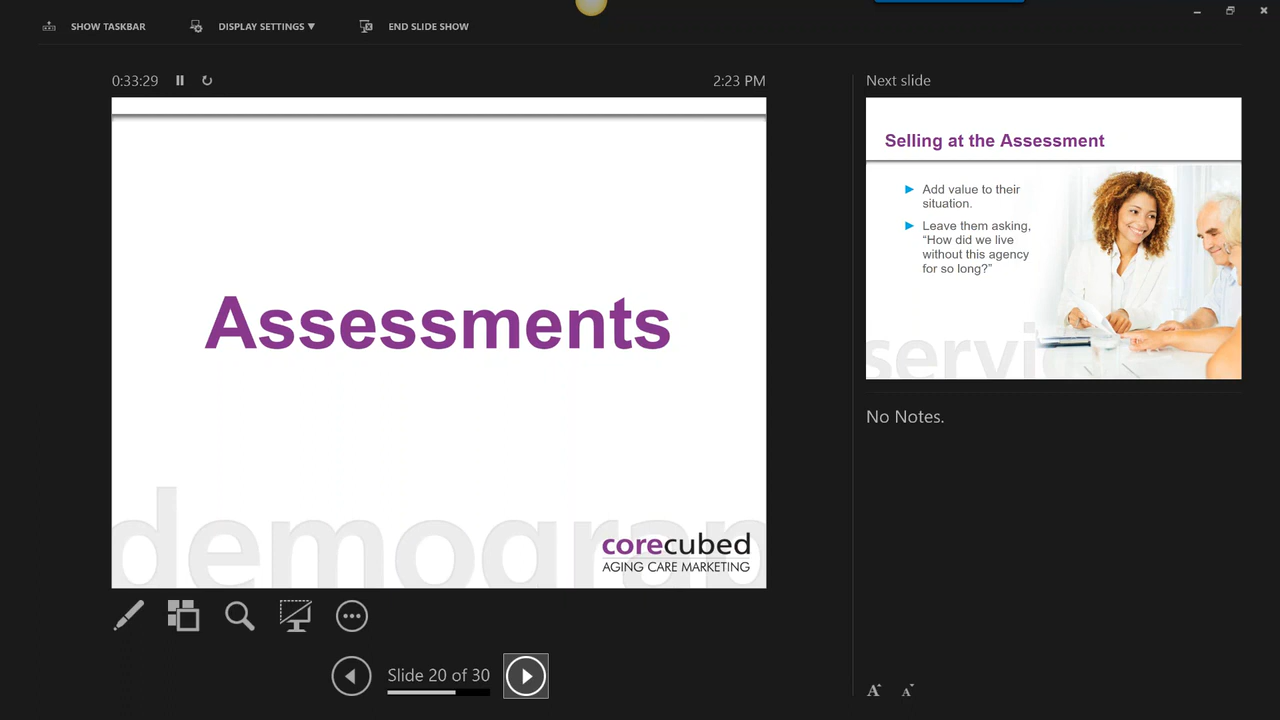 SHOW TASKBAR
DISPLAY SETTINGS ▼
END SLIDE SHOW
0:33:29
2:23 PM
Assessments
demograp
corecubed
AGING CARE MARKETING
Slide 20 of 30
Next slide
Selling at the Assessment
► Add value to their
situation.
► Leave them asking,
“How did we live
without this agency
for so long?”
servi
No Notes.
A A